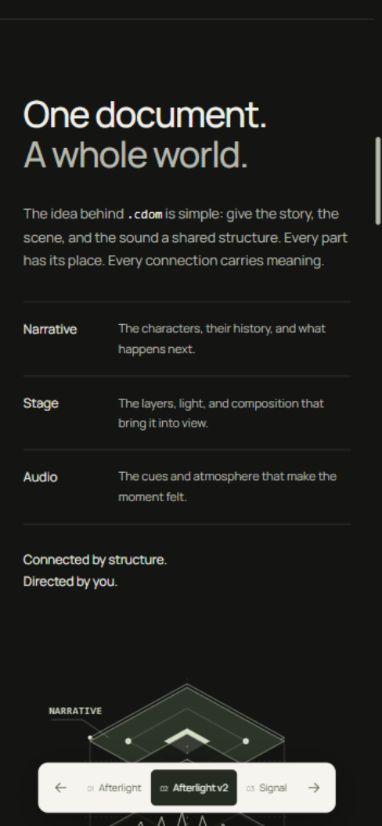 One document.
A whole world.
The idea behind .cdom is simple: give the story, the
scene, and the sound a shared structure. Every part
has its place. Every connection carries meaning.
Narrative
The characters, their history, and what
happens next.
Stage
The layers, light, and composition that
bring it into view.
Audio
The cues and atmosphere that make the
moment felt.
Connected by structure.
Directed by you.
NARRATIVE
← 01 Afterlight 02 Afterlight v2 03 Signal →